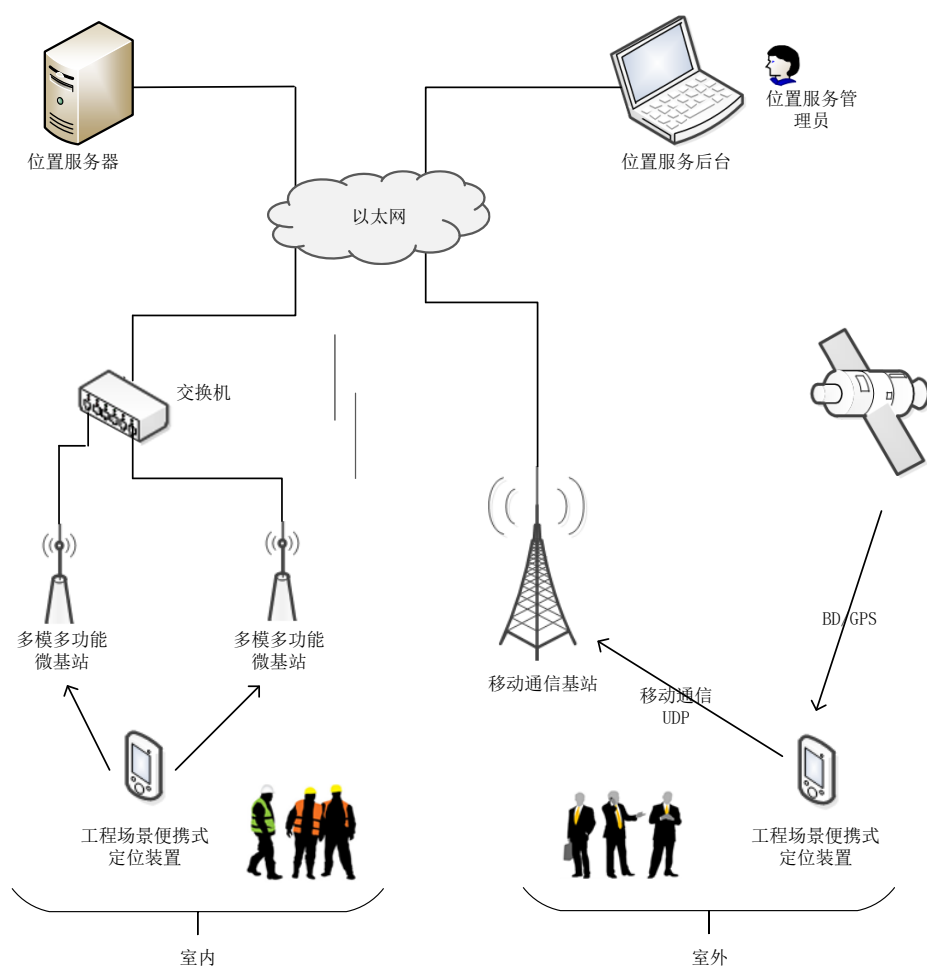 位置服务器
位置服务管
理员
位置服务后台
以太网
交换机
BD/GPS
多模多功能
微基站
多模多功能
微基站
移动通信基站
移动通信
UDP
工程场景便携式
定位装置
工程场景便携式
定位装置
室内
室外